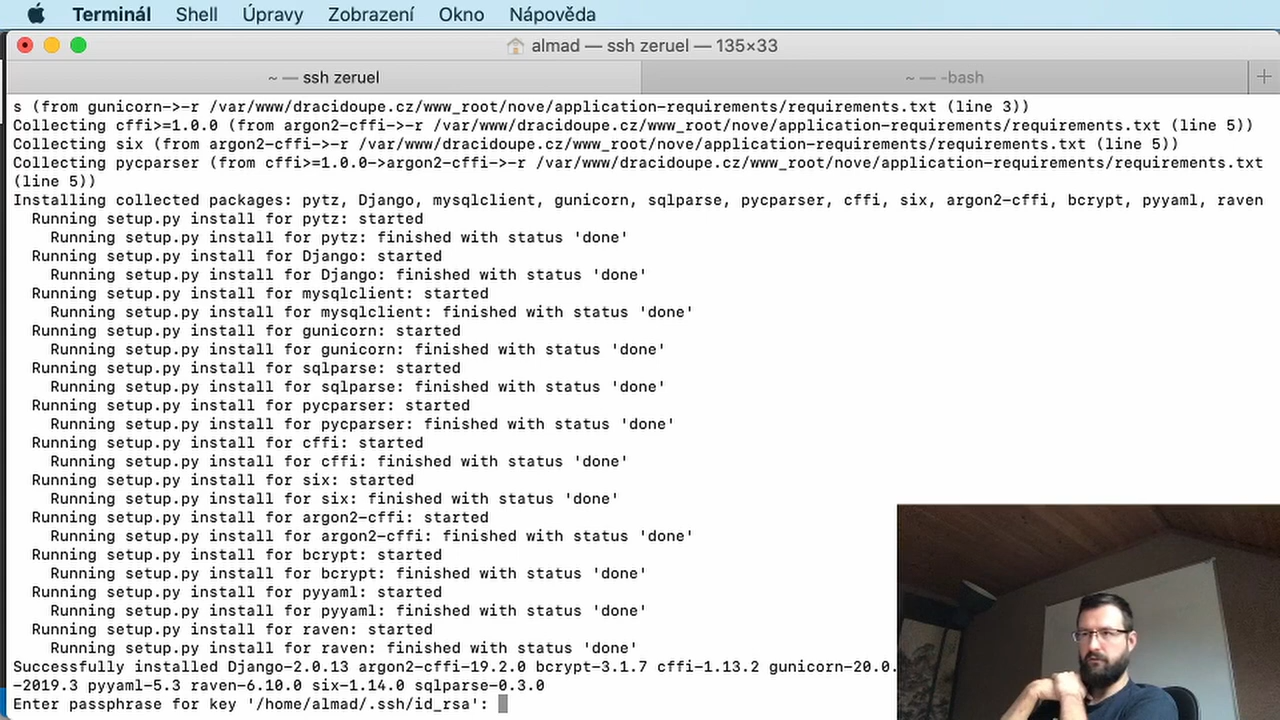 Terminál Shell Úpravy Zobrazení Okno Nápověda
almad — ssh zeruel — 135×33
~ — ssh zeruel
~ — -bash
s (from gunicorn->-r /var/www/dracidoupe.cz/www_root/nove/application-requirements/requirements.txt (line 3))
Collecting cffi>=1.0.0 (from argon2-cffi->-r /var/www/dracidoupe.cz/www_root/nove/application-requirements/requirements.txt (line 5))
Collecting six (from argon2-cffi->-r /var/www/dracidoupe.cz/www_root/nove/application-requirements/requirements.txt (line 5))
Collecting pycparser (from cffi>=1.0.0->argon2-cffi->-r /var/www/dracidoupe.cz/www_root/nove/application-requirements/requirements.txt
(line 5))
Installing collected packages: pytz, Django, mysqlclient, gunicorn, sqlparse, pycparser, cffi, six, argon2-cffi, bcrypt, pyyaml, raven
Running setup.py install for pytz: started
Running setup.py install for pytz: finished with status 'done'
Running setup.py install for Django: started
Running setup.py install for Django: finished with status 'done'
Running setup.py install for mysqlclient: started
Running setup.py install for mysqlclient: finished with status 'done'
Running setup.py install for gunicorn: started
Running setup.py install for gunicorn: finished with status 'done'
Running setup.py install for sqlparse: started
Running setup.py install for sqlparse: finished with status 'done'
Running setup.py install for pycparser: started
Running setup.py install for pycparser: finished with status 'done'
Running setup.py install for cffi: started
Running setup.py install for cffi: finished with status 'done'
Running setup.py install for six: started
Running setup.py install for six: finished with status 'done'
Running setup.py install for argon2-cffi: started
Running setup.py install for argon2-cffi: finished with status 'done'
Running setup.py install for bcrypt: started
Running setup.py install for bcrypt: finished with status 'done'
Running setup.py install for pyyaml: started
Running setup.py install for pyyaml: finished with status 'done'
Running setup.py install for raven: started
Running setup.py install for raven: finished with status 'done'
Successfully installed Django-2.0.13 argon2-cffi-19.2.0 bcrypt-3.1.7 cffi-1.13.2 gunicorn-20.0.
-2019.3 pyyaml-5.3 raven-6.10.0 six-1.14.0 sqlparse-0.3.0
Enter passphrase for key '/home/almad/.ssh/id_rsa':